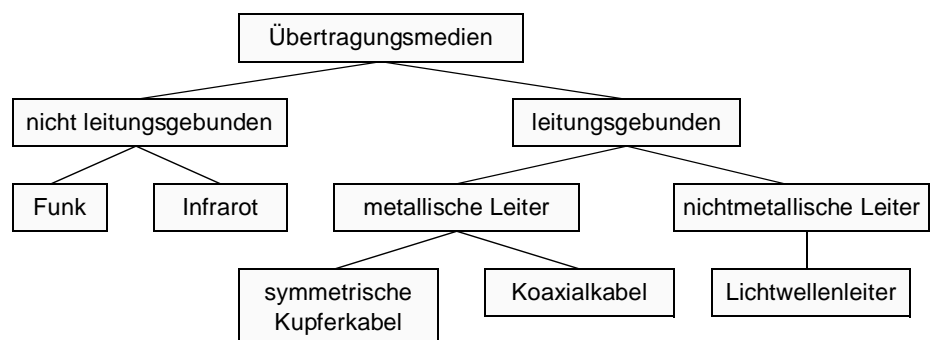 Übertragungsmedien
nicht leitungsgebunden
leitungsgebunden
Funk
Infrarot
metallische Leiter
nichtmetallische Leiter
symmetrische
Kupferkabel
Koaxialkabel
Lichtwellenleiter